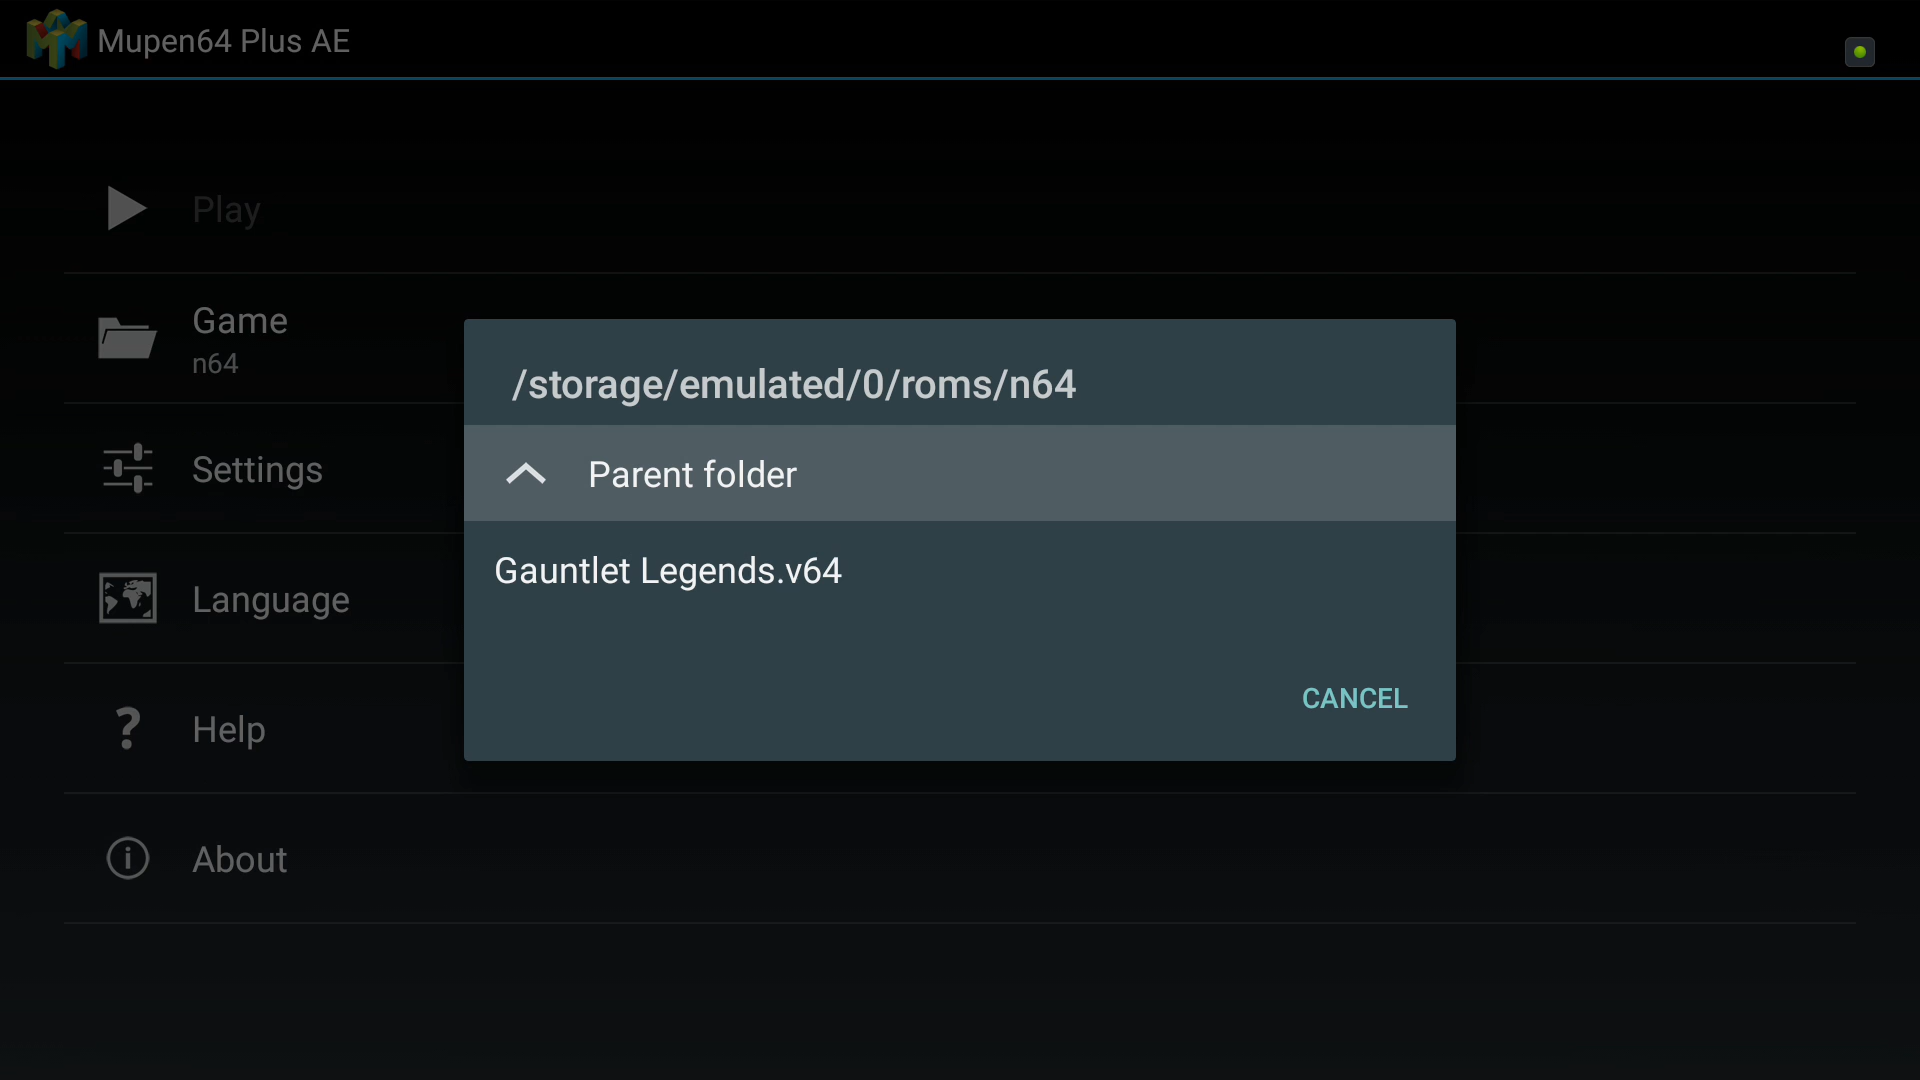 Mupen64 Plus AE
Play
Game
n64
Settings
Language
Help
About
/storage/emulated/0/roms/n64
Parent folder
Gauntlet Legends.v64
CANCEL